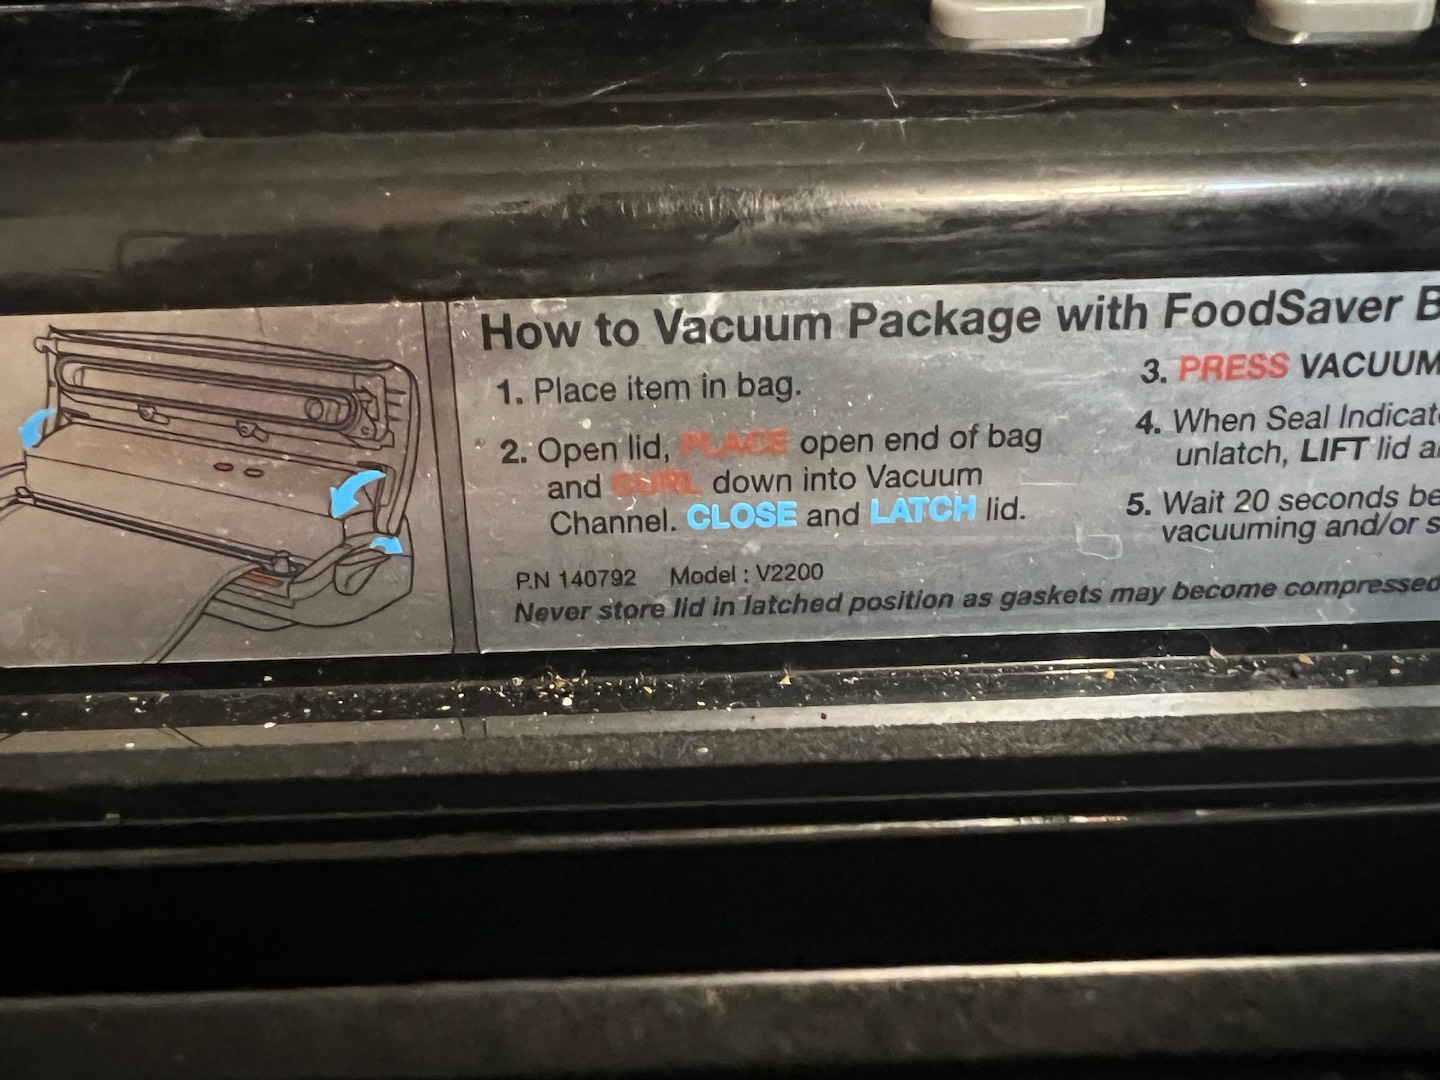 How to Vacuum Package with FoodSaver B
1. Place item in bag.
2. Open lid, PLACE open end of bag
and CURL down into Vacuum
Channel. CLOSE and LATCH lid.
P.N 140792 Model : V2200
3. PRESS VACUUM
4. When Seal Indicat
unlatch, LIFT lid a
5. Wait 20 seconds be
vacuuming and/or s
Never store lid in latched position as gaskets may become compressed